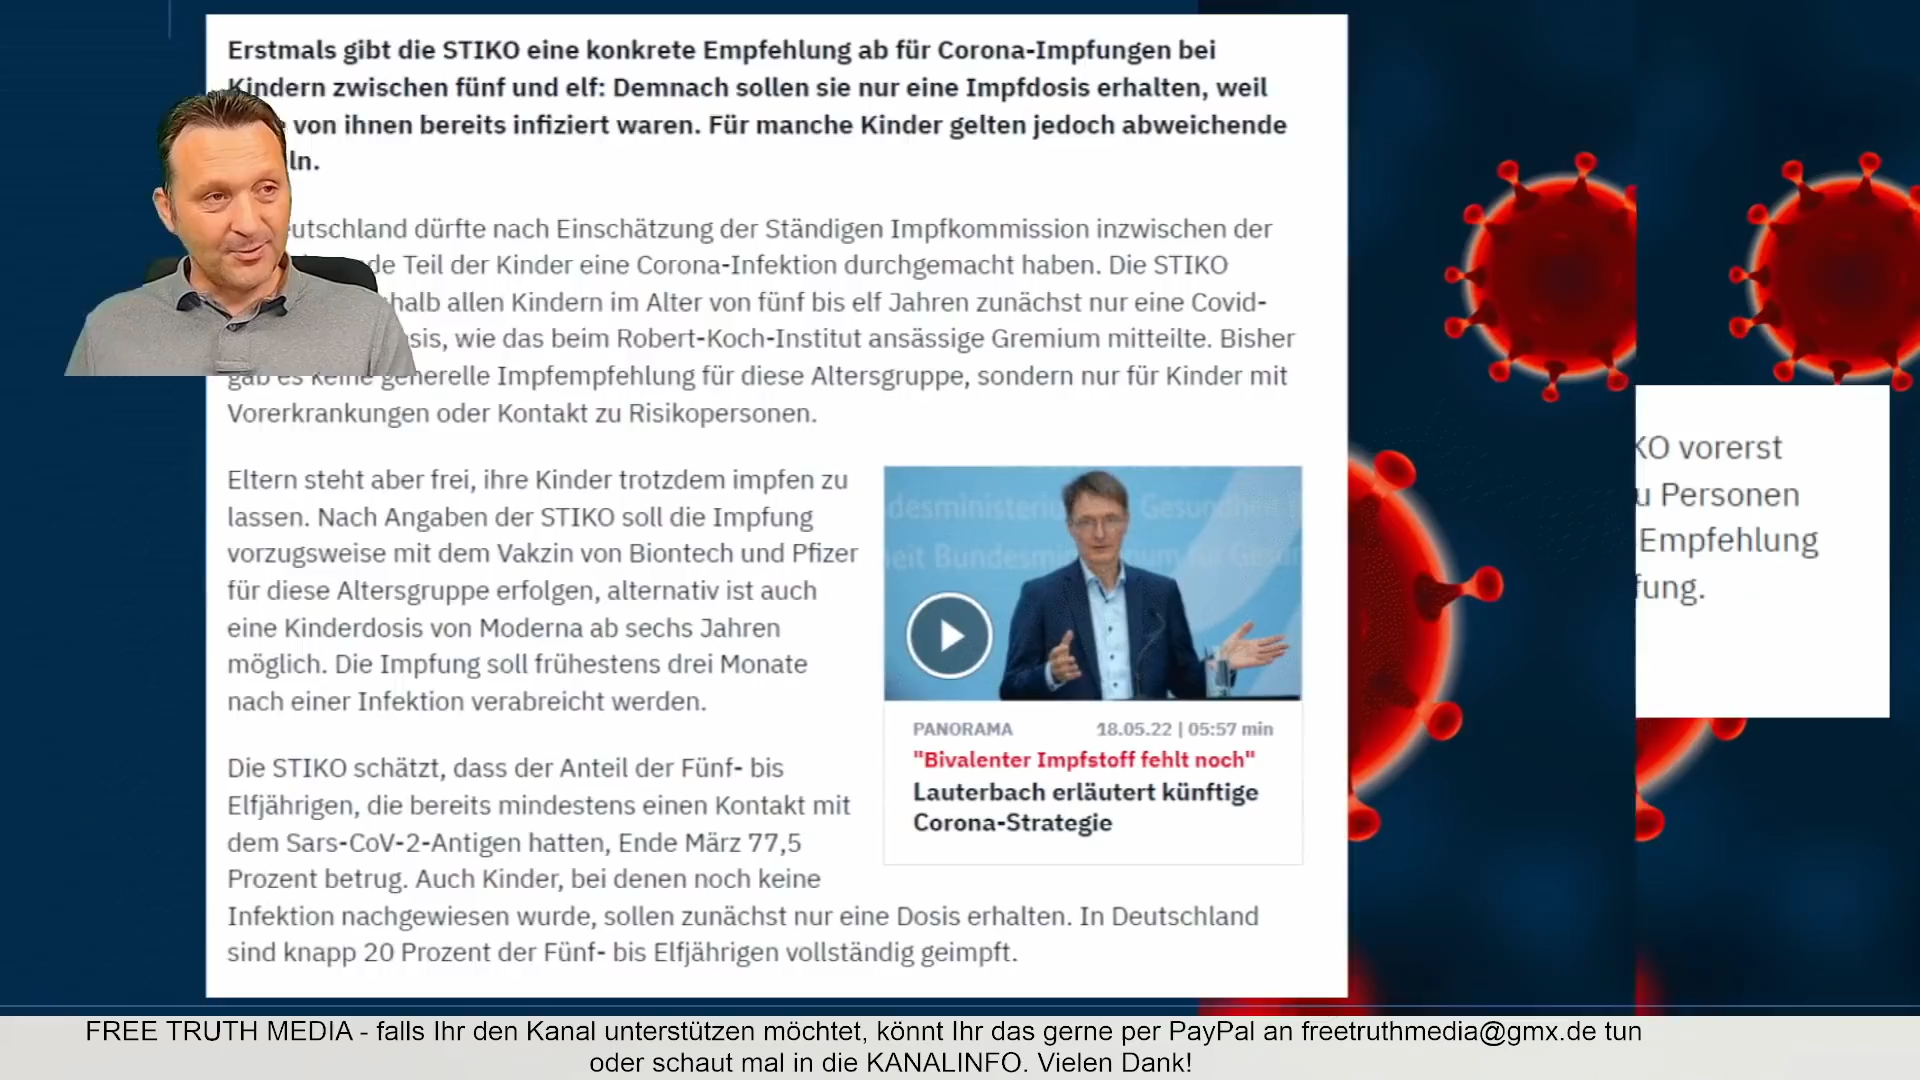 Erstmals gibt die STIKO eine konkrete Empfehlung ab für Corona-Impfungen bei
Kindern zwischen fünf und elf: Demnach sollen sie nur eine Impfdosis erhalten, weil
von ihnen bereits infiziert waren. Für manche Kinder gelten jedoch abweichende
ln.
eutschland dürfte nach Einschätzung der Ständigen Impfkommission inzwischen der
de Teil der Kinder eine Corona-Infektion durchgemacht haben. Die STIKO
halb allen Kindern im Alter von fünf bis elf Jahren zunächst nur eine Covid-
sis, wie das beim Robert-Koch-Institut ansässige Gremium mitteilte. Bisher
gab es keine generelle Impfempfehlung für diese Altersgruppe, sondern nur für Kinder mit
Vorerkrankungen oder Kontakt zu Risikopersonen.
Eltern steht aber frei, ihre Kinder trotzdem impfen zu
lassen. Nach Angaben der STIKO soll die Impfung
vorzugsweise mit dem Vakzin von Biontech und Pfizer
für diese Altersgruppe erfolgen, alternativ ist auch
eine Kinderdosis von Moderna ab sechs Jahren
möglich. Die Impfung soll frühestens drei Monate
nach einer Infektion verabreicht werden.
PANORAMA 18.05.22 | 05:57 min
"Bivalenter Impfstoff fehlt noch"
Lauterbach erläutert künftige
Corona-Strategie
Die STIKO schätzt, dass der Anteil der Fünf- bis
Elfjährigen, die bereits mindestens einen Kontakt mit
dem Sars-CoV-2-Antigen hatten, Ende März 77,5
Prozent betrug. Auch Kinder, bei denen noch keine
Infektion nachgewiesen wurde, sollen zunächst nur eine Dosis erhalten. In Deutschland
sind knapp 20 Prozent der Fünf- bis Elfjährigen vollständig geimpft.
KO vorerst
u Personen
Empfehlung
fung.
FREE TRUTH MEDIA - falls Ihr den Kanal unterstützen möchtet, könnt Ihr das gerne per PayPal an freetruthmedia@gmx.de tun
oder schaut mal in die KANALINFO. Vielen Dank!